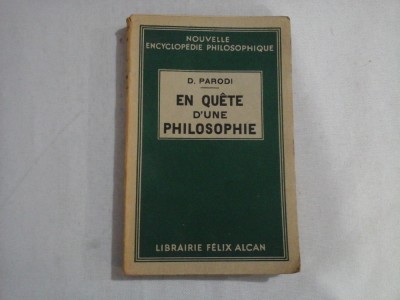 NOUVELLE
ENCYCLOPÉDIE PHILOSOPHIQUE
D. PARODI
EN QUÊTE
D'UNE
PHILOSOPHIE
LIBRAIRIE FÉLIX ALCAN